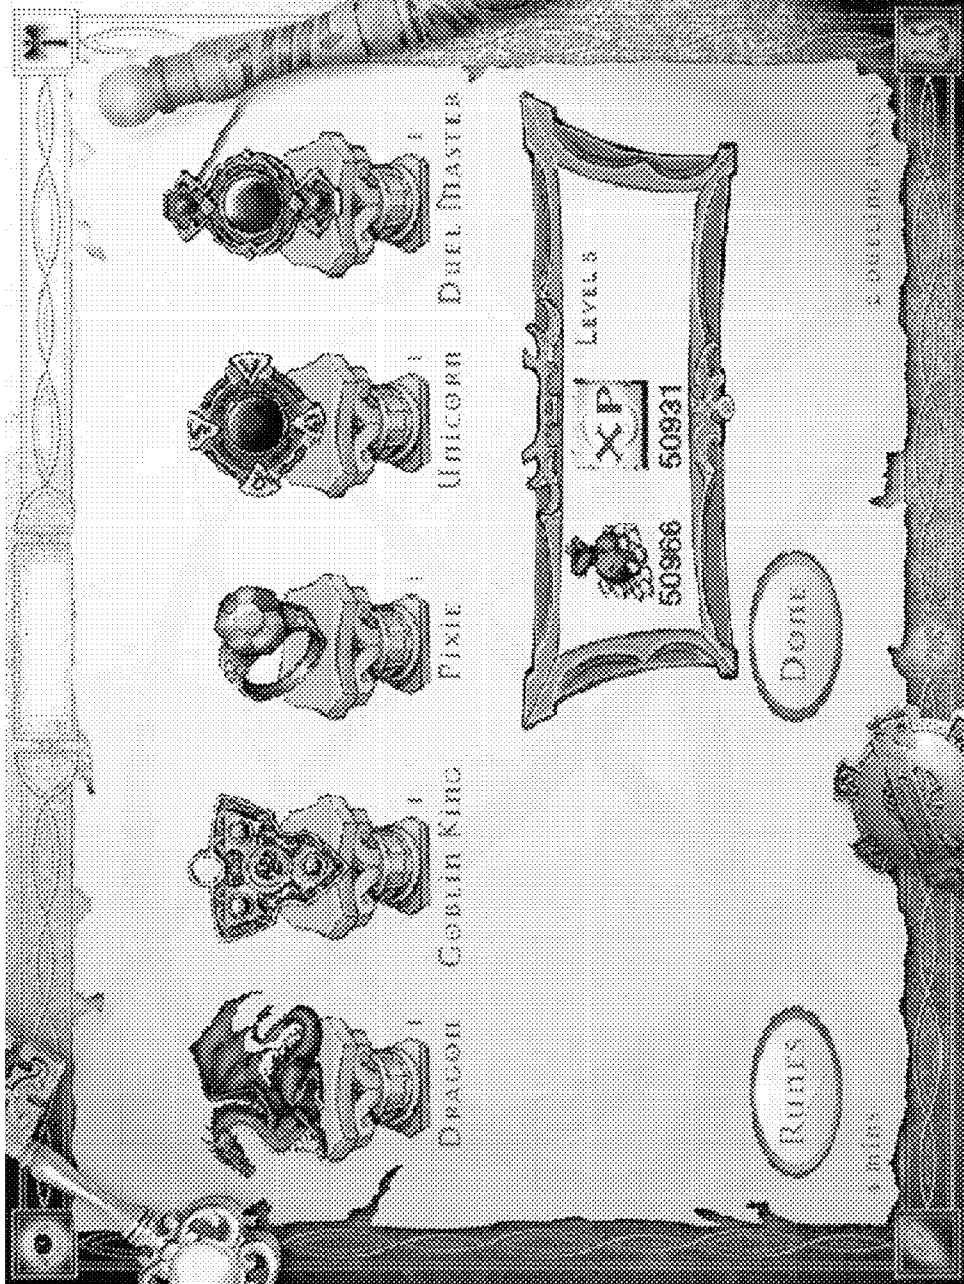 Dragon
Goblin King
Pixie
Unicorn
Duel Master
1
1
1
1
1
XP
Level 5
50966
50931
Runes
Done